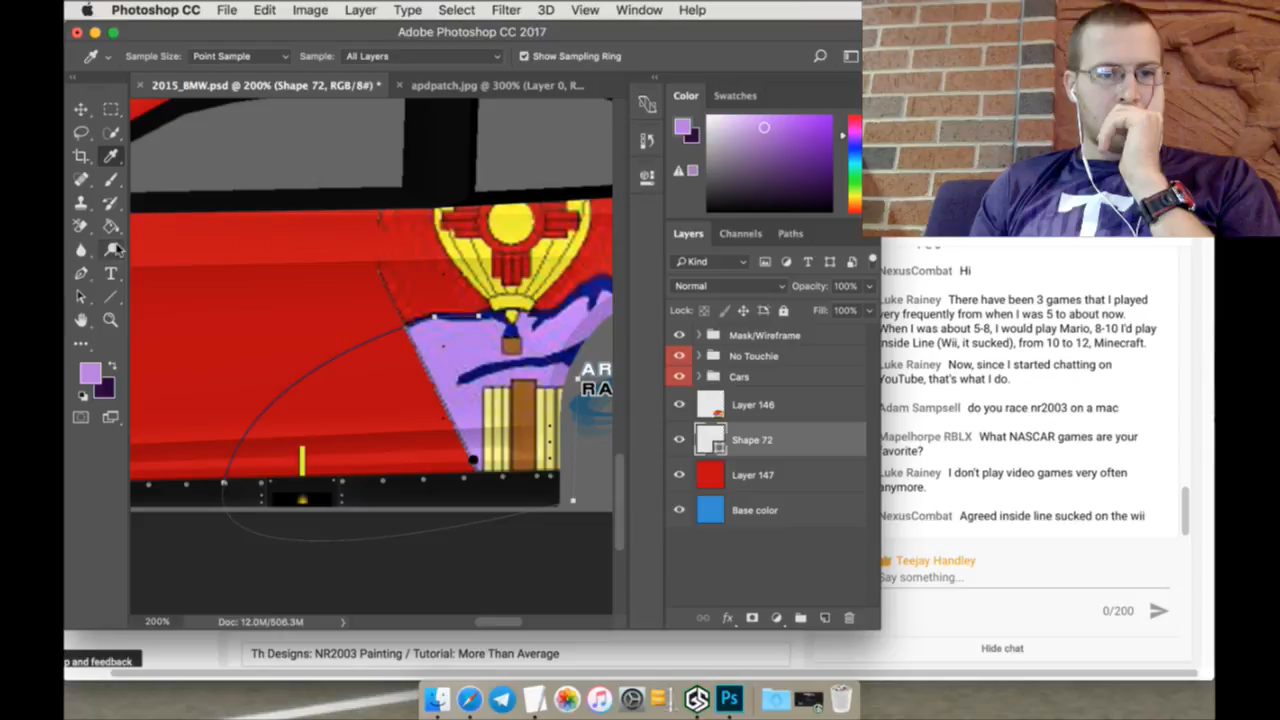 Photoshop CC File Edit Image Layer Type Select Filter 3D View Window Help
Adobe Photoshop CC 2017
Sample Size: Point Sample Sample: All Layers Show Sampling Ring
2015_BMW.psd @ 200% (Shape 72, RGB/8#) * apdpatch.jpg @ 300% (Layer 0, R...
Color Swatches
Layers Channels Paths
Kind
Normal Opacity: 100%
Lock: Fill: 100%
Mask/Wireframe
No Touchie
Cars
Layer 146
Shape 72
Layer 147
Base color
AR
RA
200% Doc: 12.0M/506.3M
fx
T
NexusCombat Hi
Luke Rainey There have been 3 games that I played
very frequently from when I was 5 to about now.
When I was about 5-8, I would play Mario, 8-10 I'd play
Inside Line (Wii, it sucked), from 10 to 12, Minecraft.
Luke Rainey Now, since I started chatting on
YouTube, that's what I do.
Adam Sampsell do you race nr2003 on a mac
Mapelhorpe RBLX What NASCAR games are your
favorite?
Luke Rainey I don't play video games very often
anymore.
NexusCombat Agreed inside line sucked on the wii
Teejay Handley
Say something...
0/200
Hide chat
p and feedback
Th Designs: NR2003 Painting / Tutorial: More Than Average
Ps